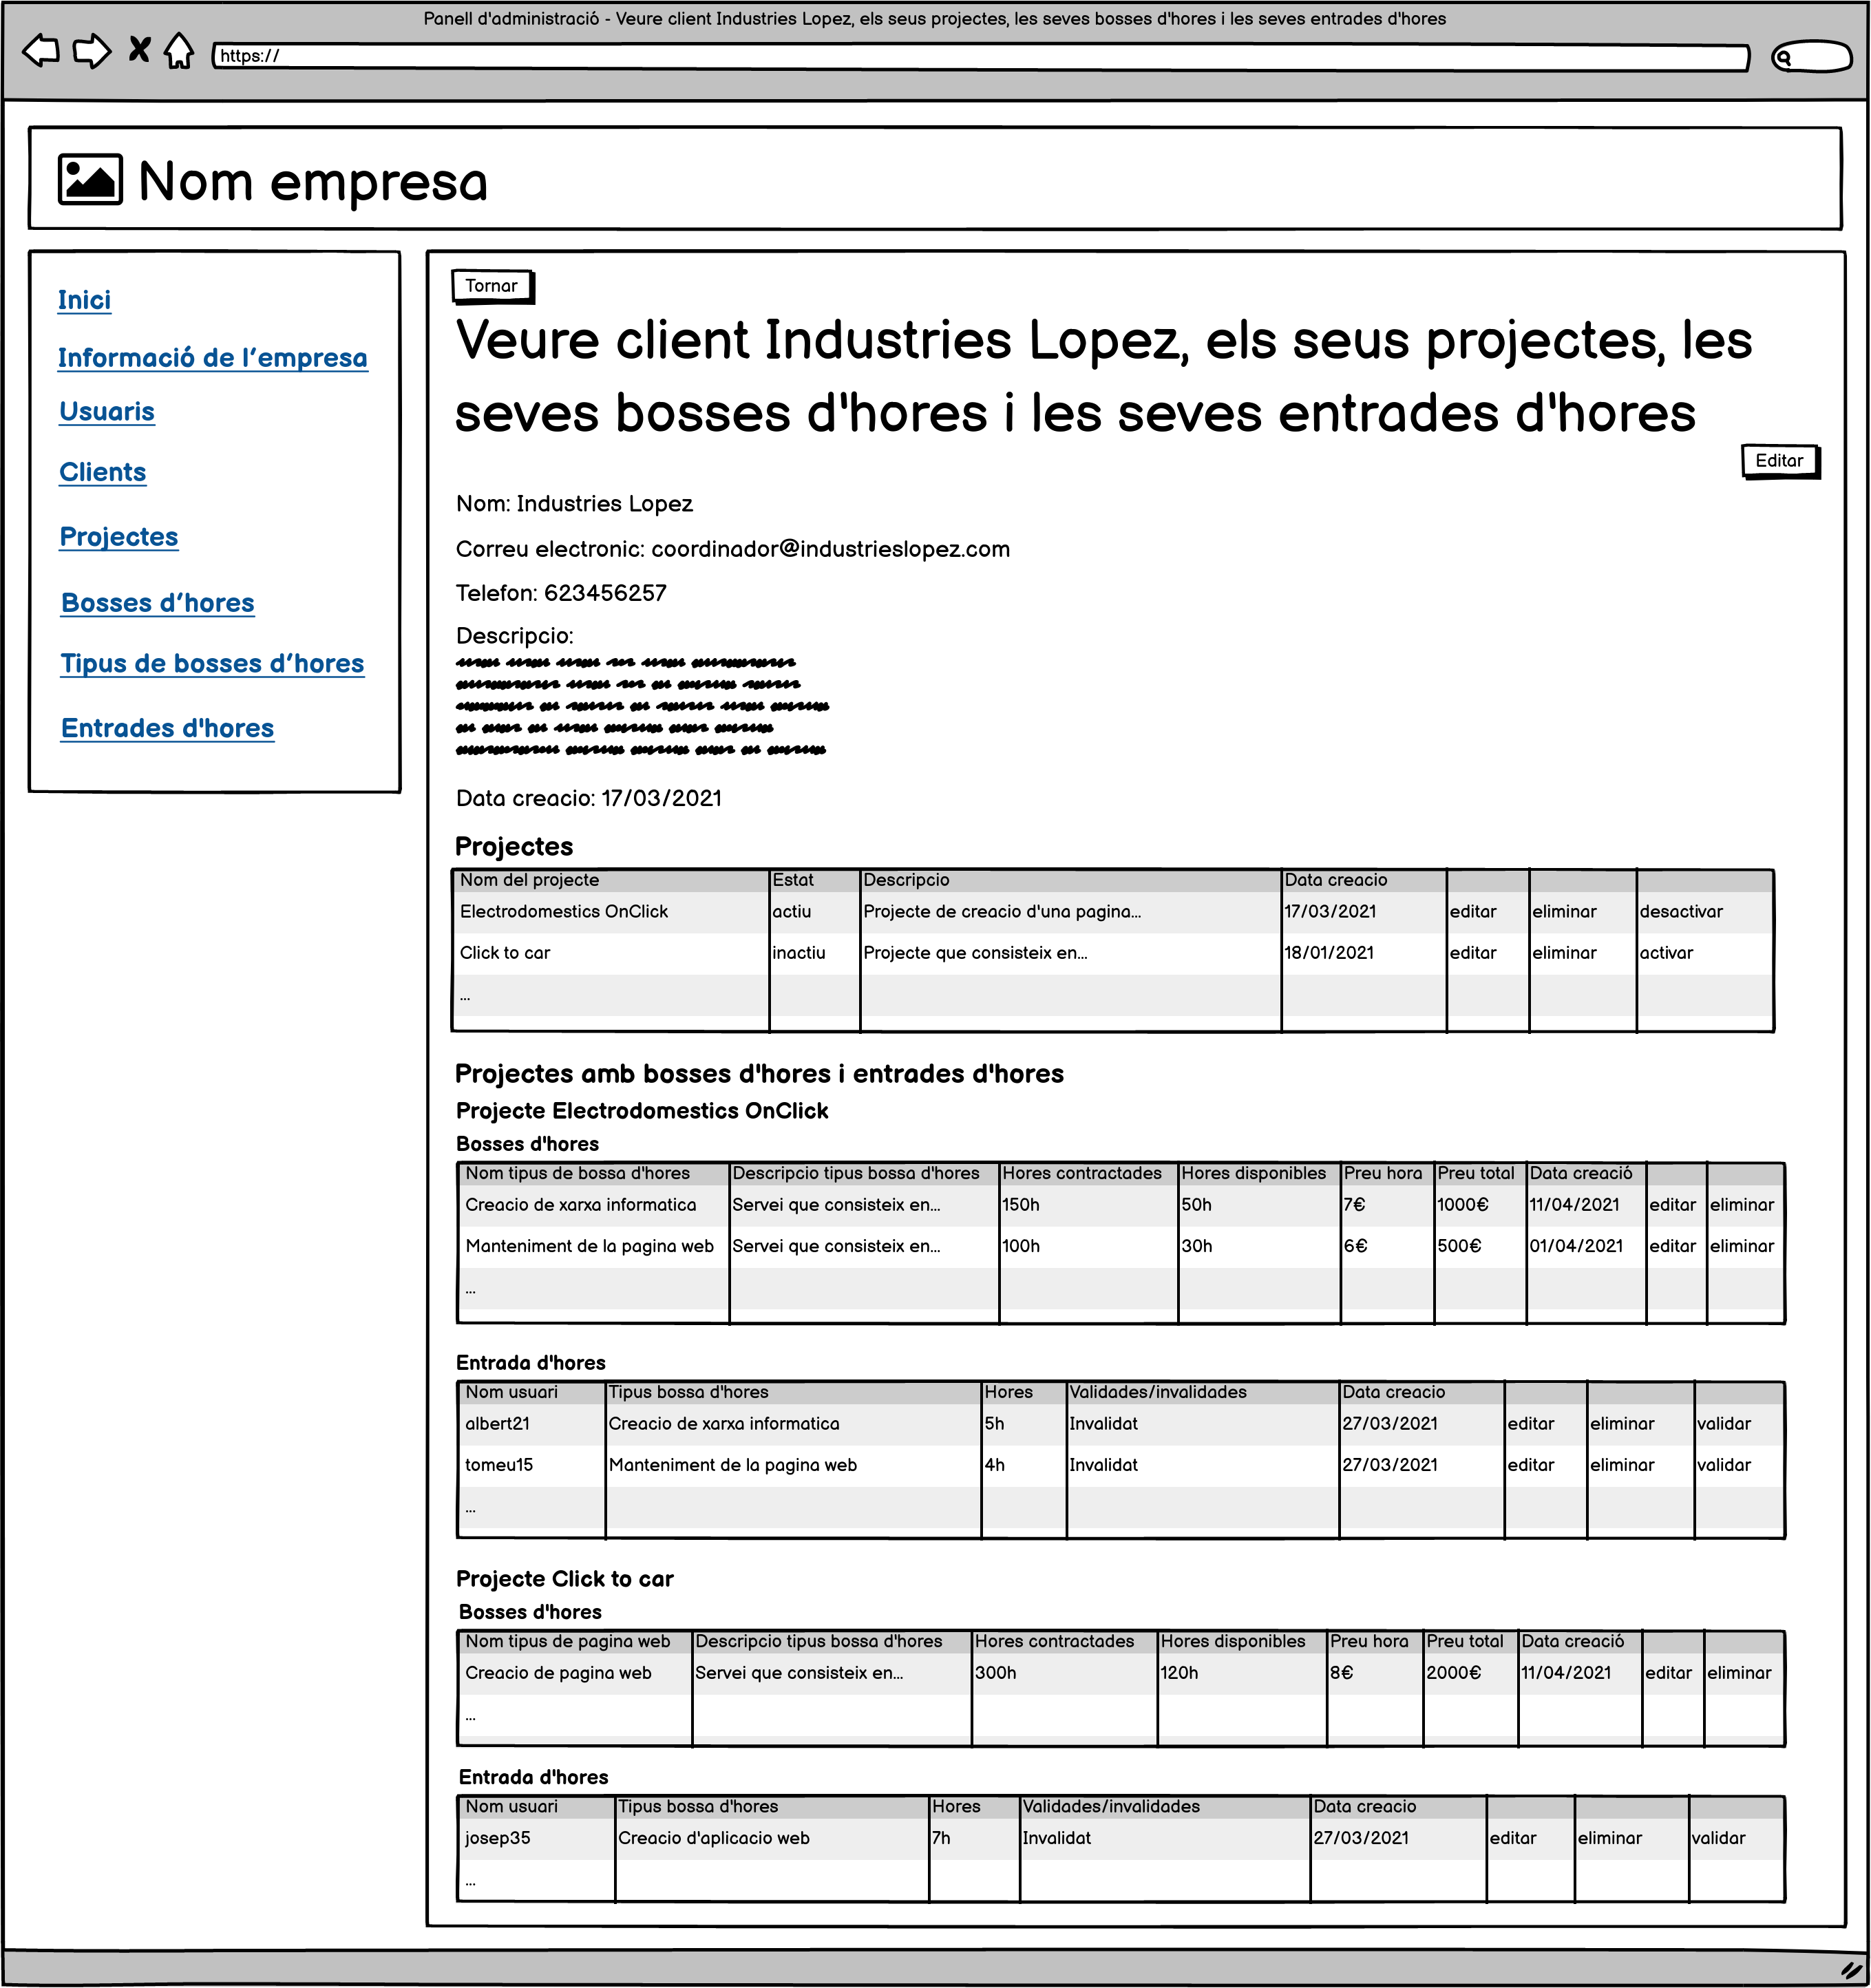 Panell d'administració - Veure client Industries Lopez, els seus projectes, les seves bosses d'hores i les seves entrades d'hores
https://
Nom empresa
Inici
Informació de l’empresa
Usuaris
Clients
Projectes
Bosses d’hores
Tipus de bosses d’hores
Entrades d'hores
Tornar
Veure client Industries Lopez, els seus projectes, les
seves bosses d'hores i les seves entrades d'hores
Editar
Nom: Industries Lopez
Correu electronic: coordinador@industrieslopez.com
Telefon: 623456257
Descripcio:
Data creacio: 17/03/2021
Projectes
Nom del projecte Estat Descripcio Data creacio
Electrodomestics OnClick actiu Projecte de creacio d'una pagina... 17/03/2021 editar eliminar desactivar
Click to car inactiu Projecte que consisteix en... 18/01/2021 editar eliminar activar
...
Projectes amb bosses d'hores i entrades d'hores
Projecte Electrodomestics OnClick
Bosses d'hores
Nom tipus de bossa d'hores Descripcio tipus bossa d'hores Hores contractades Hores disponibles Preu hora Preu total Data creació
Creacio de xarxa informatica Servei que consisteix en... 150h 50h 7€ 1000€ 11/04/2021 editar eliminar
Manteniment de la pagina web Servei que consisteix en... 100h 30h 6€ 500€ 01/04/2021 editar eliminar
...
Entrada d'hores
Nom usuari Tipus bossa d'hores Hores Validades/invalidades Data creacio
albert21 Creacio de xarxa informatica 5h Invalidat 27/03/2021 editar eliminar validar
tomeu15 Manteniment de la pagina web 4h Invalidat 27/03/2021 editar eliminar validar
...
Projecte Click to car
Bosses d'hores
Nom tipus de pagina web Descripcio tipus bossa d'hores Hores contractades Hores disponibles Preu hora Preu total Data creació
Creacio de pagina web Servei que consisteix en... 300h 120h 8€ 2000€ 11/04/2021 editar eliminar
...
Entrada d'hores
Nom usuari Tipus bossa d'hores Hores Validades/invalidades Data creacio
josep35 Creacio d'aplicacio web 7h Invalidat 27/03/2021 editar eliminar validar
...